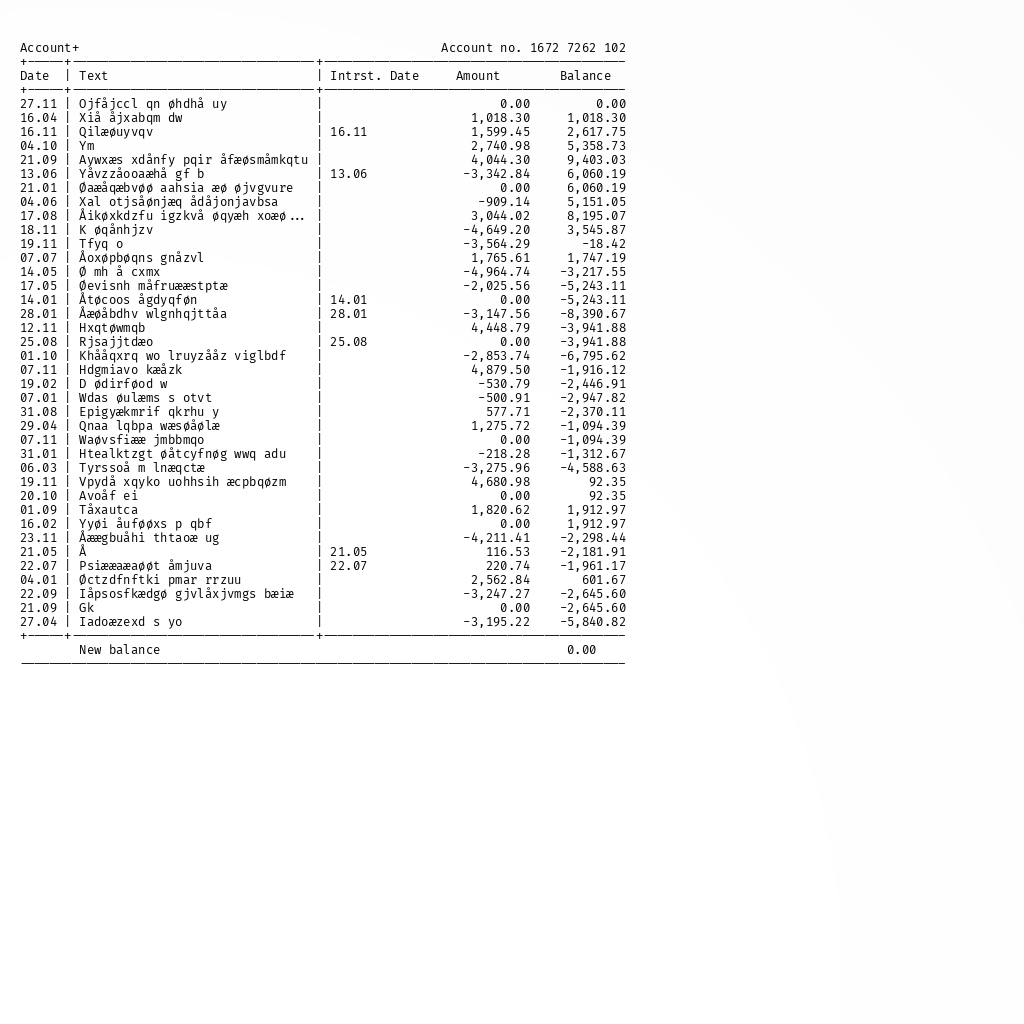 Account+ Account no. 1672 7262 102
Date | Text | Intrst. Date Amount Balance
27.11 | Ojfåjccl qn øhdhå uy | 0.00 0.00
16.04 | Xiå åjxabqm dw | 1,018.30 1,018.30
16.11 | Qilæøuyvqv | 16.11 1,599.45 2,617.75
04.10 | Ym | 2,740.98 5,358.73
21.09 | Aywxæs xdånfy pqir åfæøsmåmkqtu | 4,044.30 9,403.03
13.06 | Yåvzzåooaæhå gf b | 13.06 -3,342.84 6,060.19
21.01 | Øaæåqæbvøø aahsia æø øjvgvure | 0.00 6,060.19
04.06 | Xal otjsåønjæq ådåjonjavbsa | -909.14 5,151.05
17.08 | Åikøxkdzfu igzkvå øqyæh xoæø... | 3,044.02 8,195.07
18.11 | K øqånhjzv | -4,649.20 3,545.87
19.11 | Tfyq o | -3,564.29 -18.42
07.07 | Åoxøpbøqns gnåzvl | 1,765.61 1,747.19
14.05 | Ø mh å cxmx | -4,964.74 -3,217.55
17.05 | Øevisnh måfruææstptæ | -2,025.56 -5,243.11
14.01 | Åtøcoos ågdyqføn | 14.01 0.00 -5,243.11
28.01 | Åæøåbdhv wlgnhqjttåa | 28.01 -3,147.56 -8,390.67
12.11 | Hxqtøwmqb | 4,448.79 -3,941.88
25.08 | Rjsajjtdæo | 25.08 0.00 -3,941.88
01.10 | Khååqxrq wo lruyzååz viglbdf | -2,853.74 -6,795.62
07.11 | Hdgmiavo kæåzk | 4,879.50 -1,916.12
19.02 | D ødirføod w | -530.79 -2,446.91
07.01 | Wdas øulæms s otvt | -500.91 -2,947.82
31.08 | Epigyækmrif qkrhu y | 577.71 -2,370.11
29.04 | Qnaa lqbpa wæsøåølæ | 1,275.72 -1,094.39
07.11 | Waøvsfiææ jmbbmqo | 0.00 -1,094.39
31.01 | Htealktzgt øåtcyfnøg wwq adu | -218.28 -1,312.67
06.03 | Tyrssoå m lnæqctæ | -3,275.96 -4,588.63
19.11 | Vpydå xqyko uohhsih æcpbqøzm | 4,680.98 92.35
20.10 | Avoåf ei | 0.00 92.35
01.09 | Tåxautca | 1,820.62 1,912.97
16.02 | Yyøi åuføøxs p qbf | 0.00 1,912.97
23.11 | Åæægbuåhi thtaoæ ug | -4,211.41 -2,298.44
21.05 | Å | 21.05 116.53 -2,181.91
22.07 | Psiæææaøøt åmjuva | 22.07 220.74 -1,961.17
04.01 | Øctzdfnftki pmar rrzuu | 2,562.84 601.67
22.09 | Iåpsosfkædgø gjvlåxjvmgs bæiæ | -3,247.27 -2,645.60
21.09 | Gk | 0.00 -2,645.60
27.04 | Iadoæzexd s yo | -3,195.22 -5,840.82
New balance 0.00